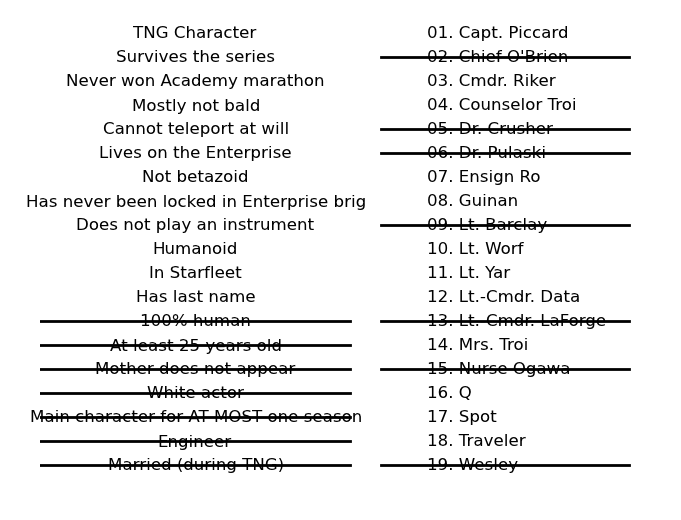 TNG Character
Survives the series
Never won Academy marathon
Mostly not bald
Cannot teleport at will
Lives on the Enterprise
Not betazoid
Has never been locked in Enterprise brig
Does not play an instrument
Humanoid
In Starfleet
Has last name
100% human
At least 25 years old
Mother does not appear
White actor
Main character for AT MOST one season
Engineer
Married (during TNG)
01. Capt. Piccard
02. Chief O'Brien
03. Cmdr. Riker
04. Counselor Troi
05. Dr. Crusher
06. Dr. Pulaski
07. Ensign Ro
08. Guinan
09. Lt. Barclay
10. Lt. Worf
11. Lt. Yar
12. Lt.-Cmdr. Data
13. Lt.-Cmdr. LaForge
14. Mrs. Troi
15. Nurse Ogawa
16. Q
17. Spot
18. Traveler
19. Wesley